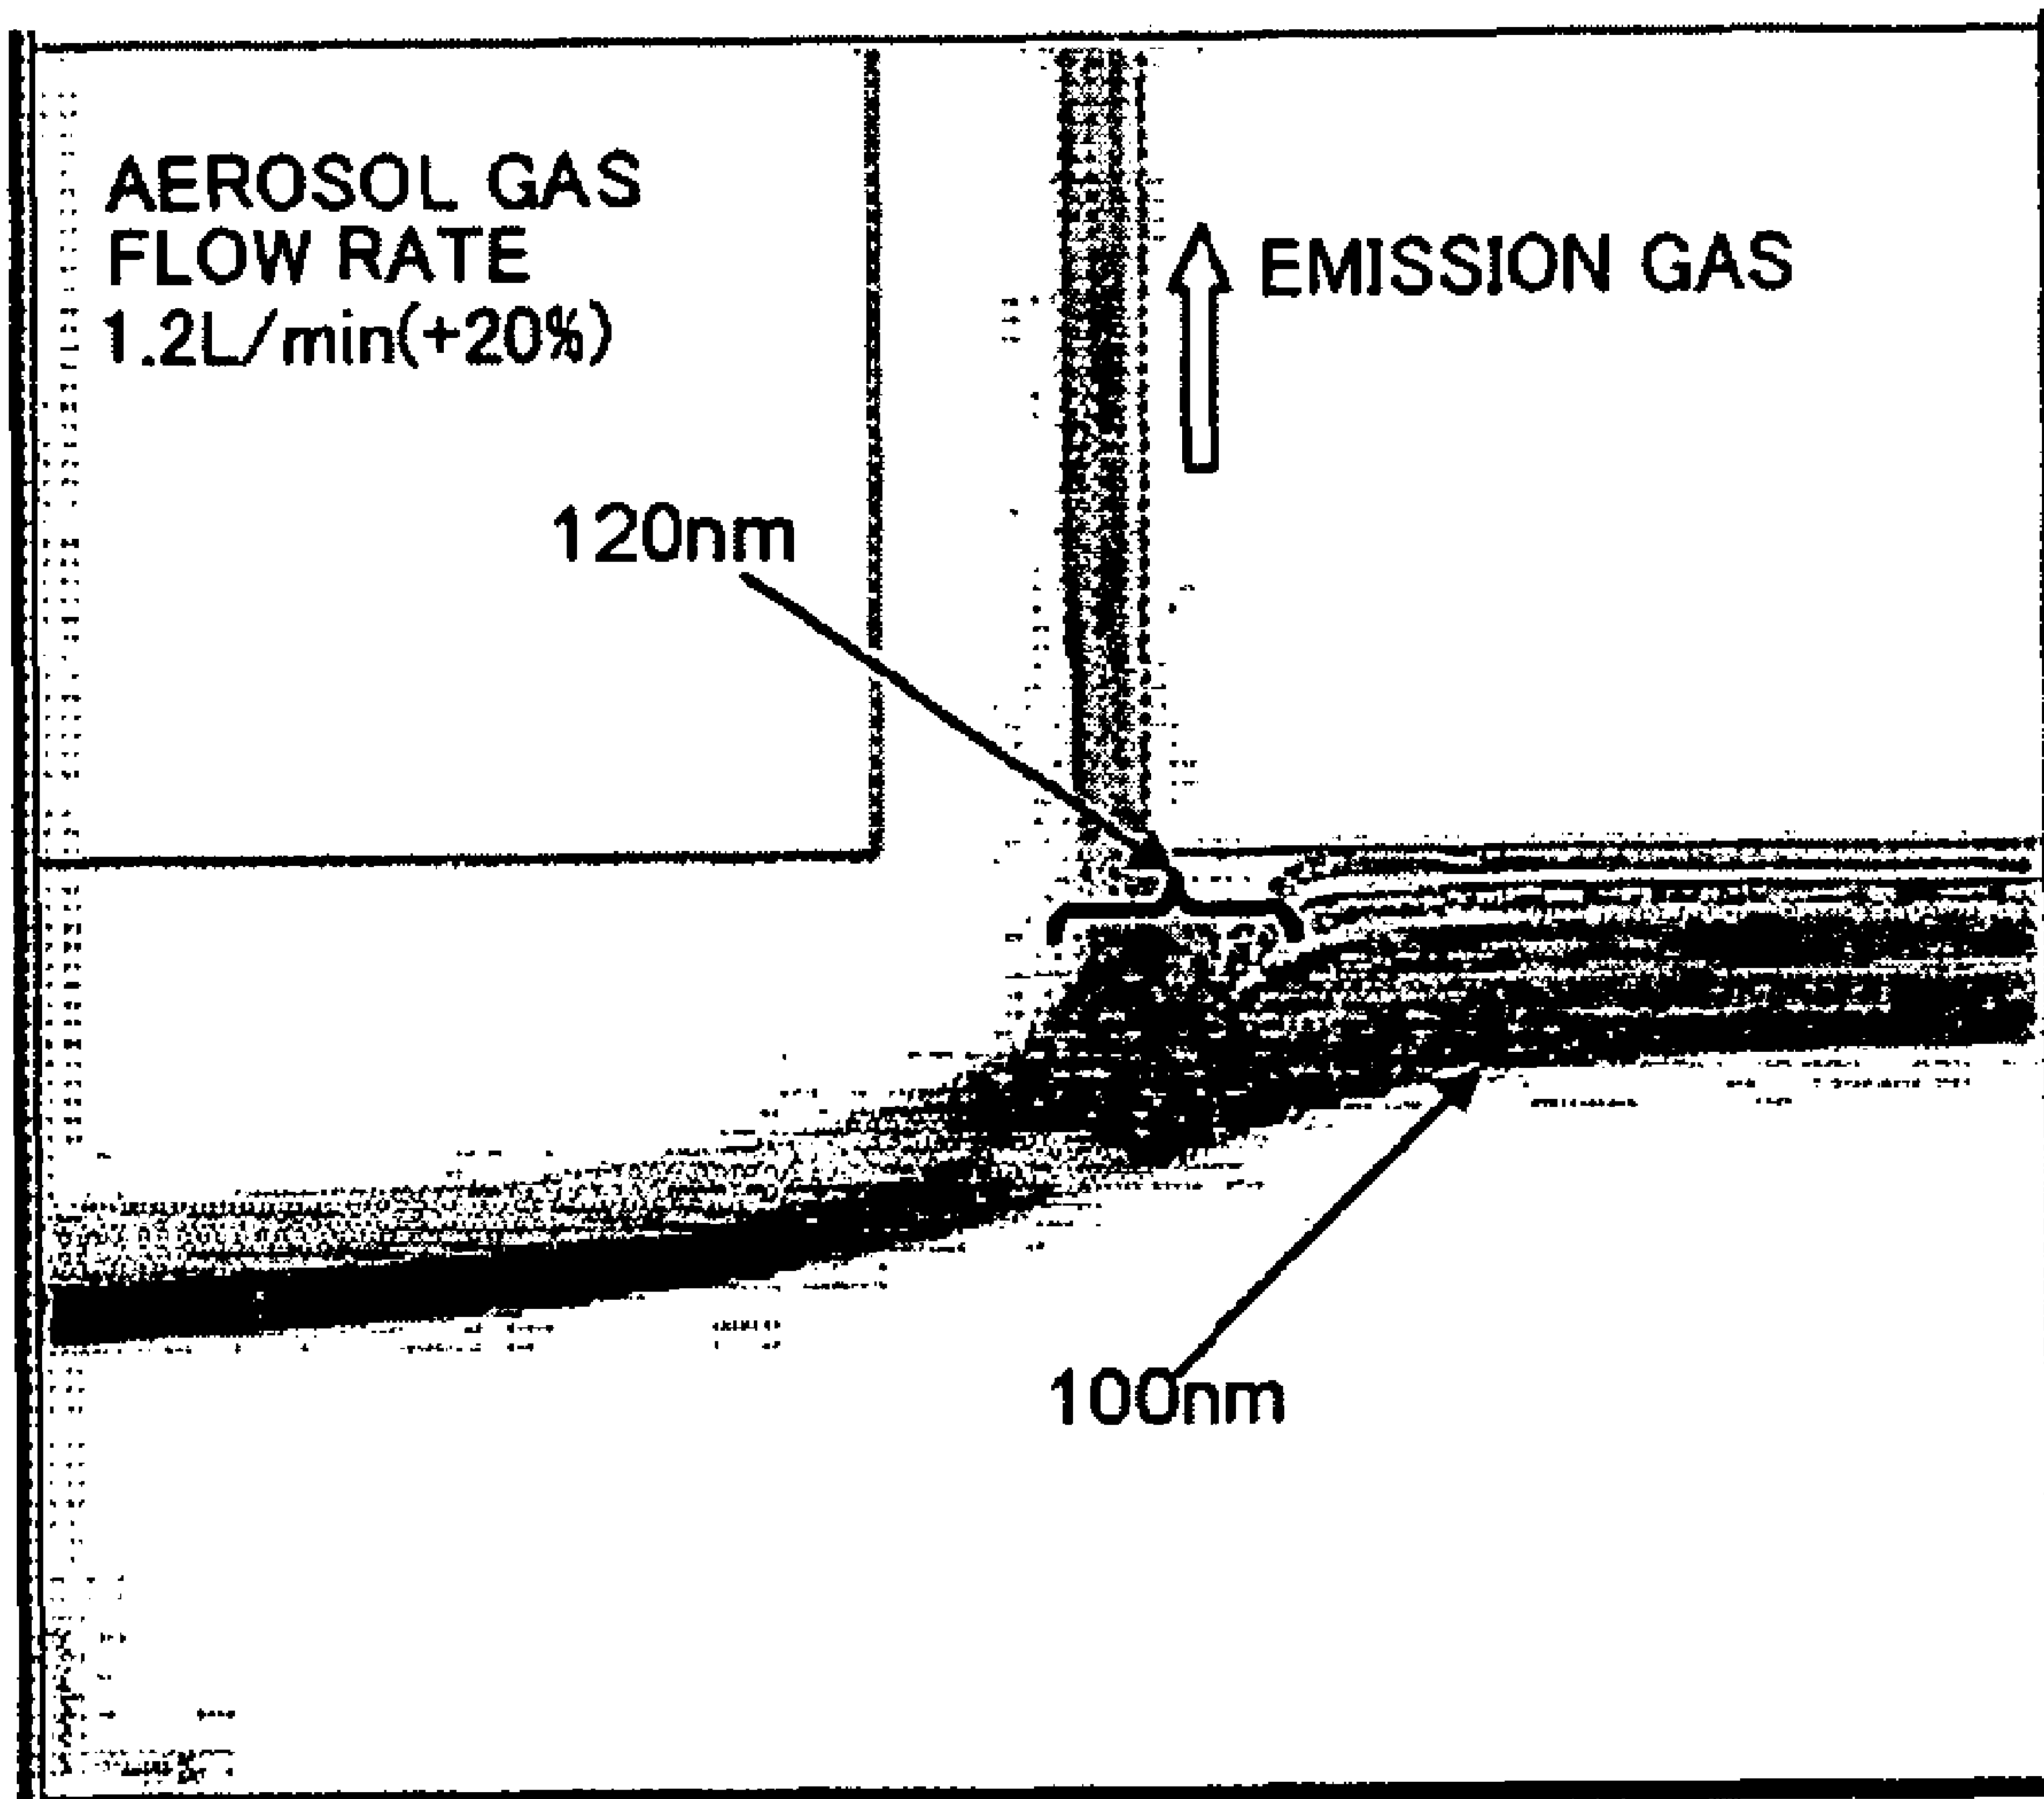 AEROSOL GAS
FLOW RATE
1.2L/min(+20%)
EMISSION GAS
120nm
100nm